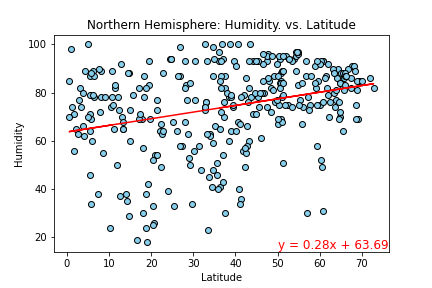 Northern Hemisphere: Humidity. vs. Latitude
100
80
60
40
20
Humidity
y = 0.28x + 63.69
0 10 20 30 40 50 60 70
Latitude